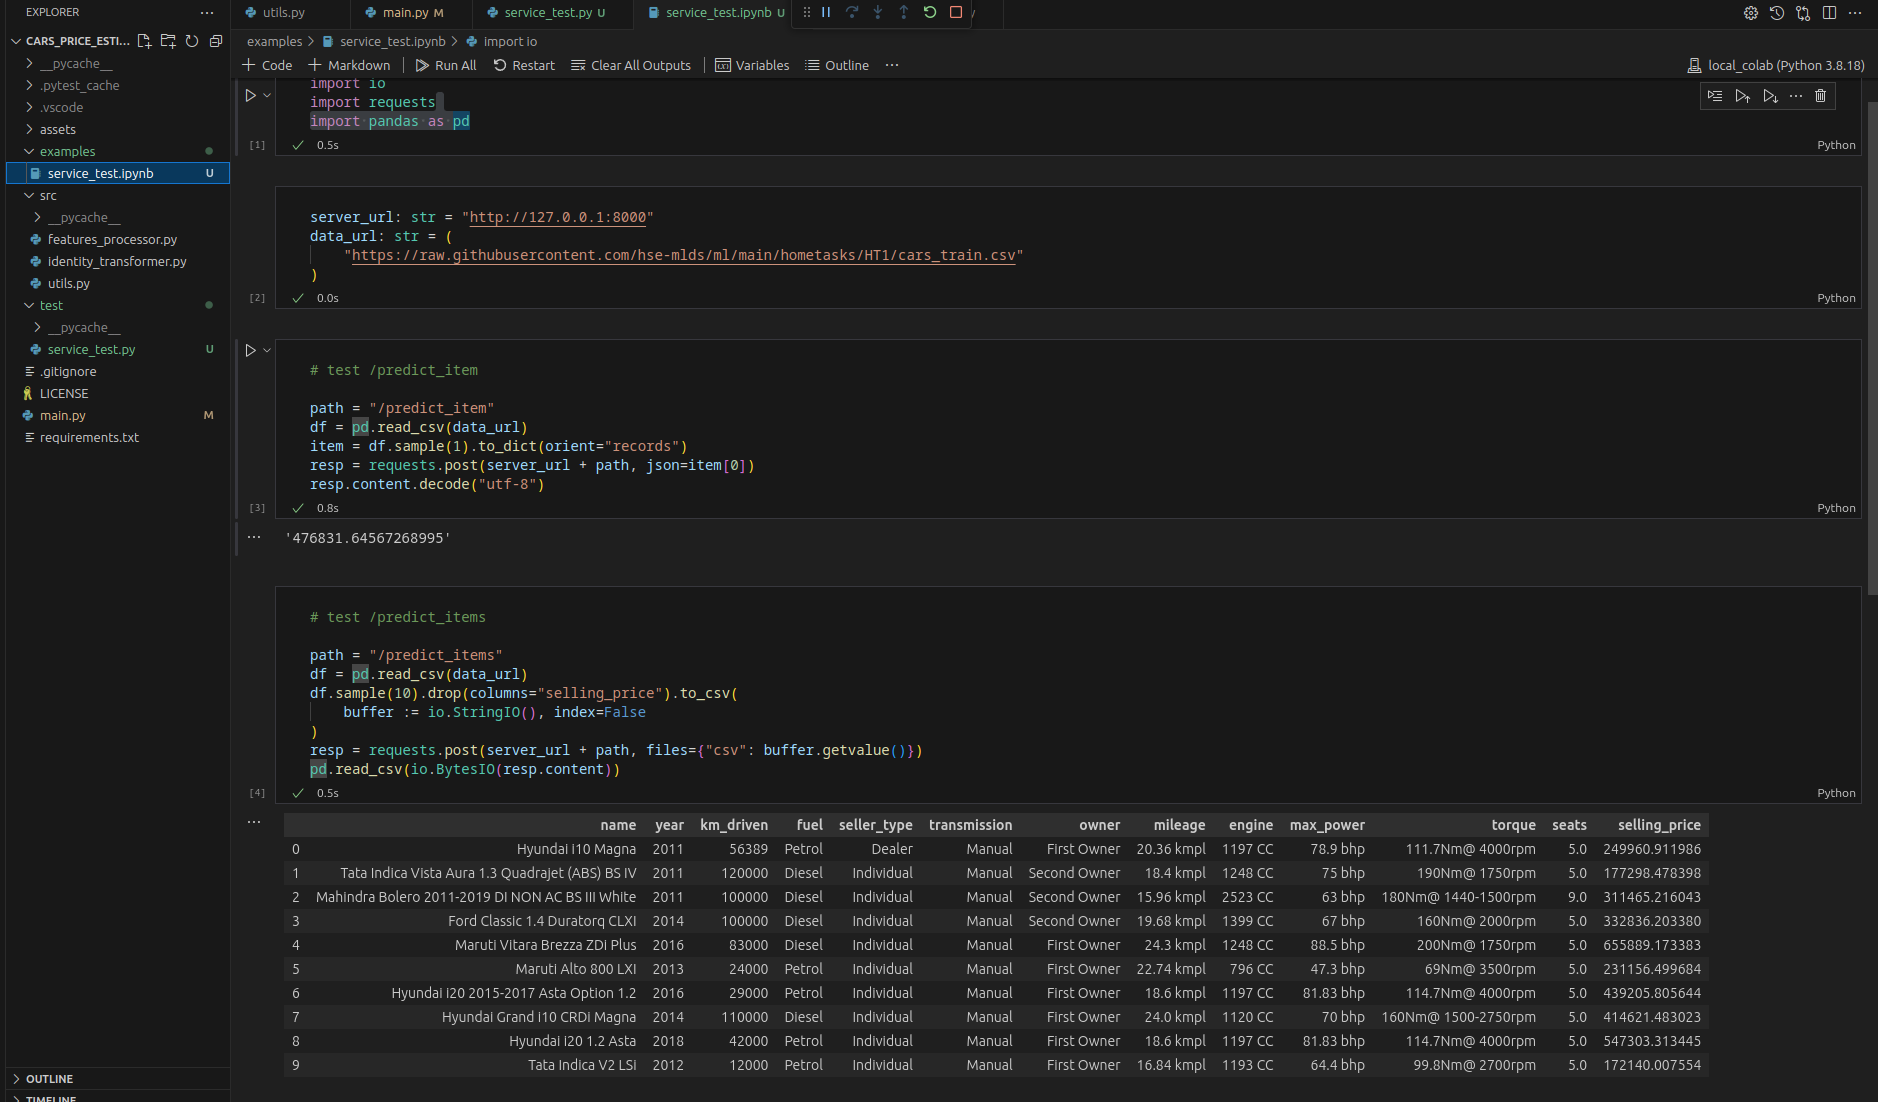 EXPLORER
CARS_PRICE_ESTI...
__pycache__
.pytest_cache
.vscode
assets
examples
service_test.ipynb U
src
__pycache__
features_processor.py
identity_transformer.py
utils.py
test
__pycache__
service_test.py U
.gitignore
LICENSE
main.py M
requirements.txt
OUTLINE
TIMELINE
utils.py main.py M service_test.py U service_test.ipynb U
examples > service_test.ipynb > import io
+ Code + Markdown | Run All Restart Clear All Outputs | Variables Outline ...
local_colab (Python 3.8.18)
import io
import requests
import pandas as pd
[1] 0.5s Python
server_url: str = "http://127.0.0.1:8000"
data_url: str = (
"https://raw.githubusercontent.com/hse-mlds/ml/main/hometasks/HT1/cars_train.csv"
)
[2] 0.0s Python
# test /predict_item
path = "/predict_item"
df = pd.read_csv(data_url)
item = df.sample(1).to_dict(orient="records")
resp = requests.post(server_url + path, json=item[0])
resp.content.decode("utf-8")
[3] 0.8s Python
'476831.64567268995'
# test /predict_items
path = "/predict_items"
df = pd.read_csv(data_url)
df.sample(10).drop(columns="selling_price").to_csv(
buffer := io.StringIO(), index=False
)
resp = requests.post(server_url + path, files={"csv": buffer.getvalue()})
pd.read_csv(io.BytesIO(resp.content))
[4] 0.5s Python
name year km_driven fuel seller_type transmission owner mileage engine max_power torque seats selling_price
0 Hyundai i10 Magna 2011 56389 Petrol Dealer Manual First Owner 20.36 kmpl 1197 CC 78.9 bhp 111.7Nm@ 4000rpm 5.0 249960.911986
1 Tata Indica Vista Aura 1.3 Quadrajet (ABS) BS IV 2011 120000 Diesel Individual Manual Second Owner 18.4 kmpl 1248 CC 75 bhp 190Nm@ 1750rpm 5.0 177298.478398
2 Mahindra Bolero 2011-2019 DI NON AC BS III White 2011 100000 Diesel Individual Manual Second Owner 15.96 kmpl 2523 CC 63 bhp 180Nm@ 1440-1500rpm 9.0 311465.216043
3 Ford Classic 1.4 Duratorq CLXI 2014 100000 Diesel Individual Manual Second Owner 19.68 kmpl 1399 CC 67 bhp 160Nm@ 2000rpm 5.0 332836.203380
4 Maruti Vitara Brezza ZDi Plus 2016 83000 Diesel Individual Manual First Owner 24.3 kmpl 1248 CC 88.5 bhp 200Nm@ 1750rpm 5.0 655889.173383
5 Maruti Alto 800 LXI 2013 24000 Petrol Individual Manual First Owner 22.74 kmpl 796 CC 47.3 bhp 69Nm@ 3500rpm 5.0 231156.499684
6 Hyundai i20 2015-2017 Asta Option 1.2 2016 29000 Petrol Individual Manual First Owner 18.6 kmpl 1197 CC 81.83 bhp 114.7Nm@ 4000rpm 5.0 439205.805644
7 Hyundai Grand i10 CRDi Magna 2014 110000 Diesel Individual Manual First Owner 24.0 kmpl 1120 CC 70 bhp 160Nm@ 1500-2750rpm 5.0 414621.483023
8 Hyundai i20 1.2 Asta 2018 42000 Petrol Individual Manual First Owner 18.6 kmpl 1197 CC 81.83 bhp 114.7Nm@ 4000rpm 5.0 547303.313445
9 Tata Indica V2 LSi 2012 12000 Petrol Individual Manual First Owner 16.84 kmpl 1193 CC 64.4 bhp 99.8Nm@ 2700rpm 5.0 172140.007554